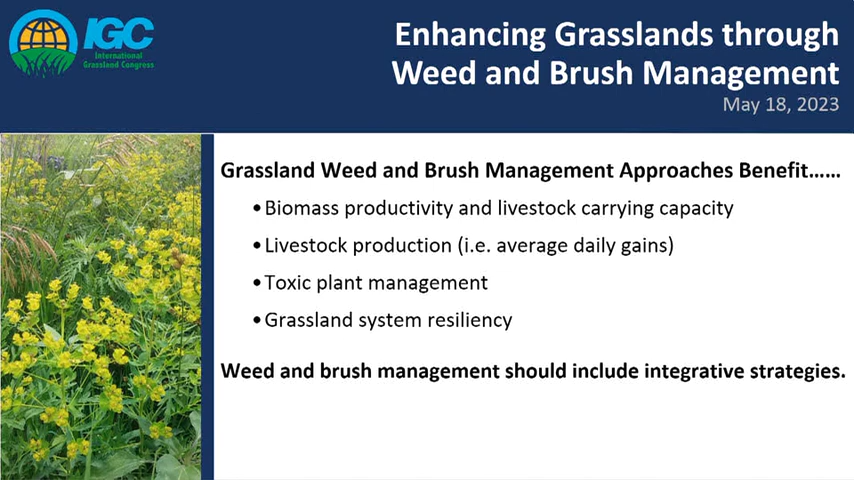 IGC
International
Grassland Congress
Enhancing Grasslands through
Weed and Brush Management
May 18, 2023
Grassland Weed and Brush Management Approaches Benefit......
• Biomass productivity and livestock carrying capacity
• Livestock production (i.e. average daily gains)
• Toxic plant management
• Grassland system resiliency
Weed and brush management should include integrative strategies.